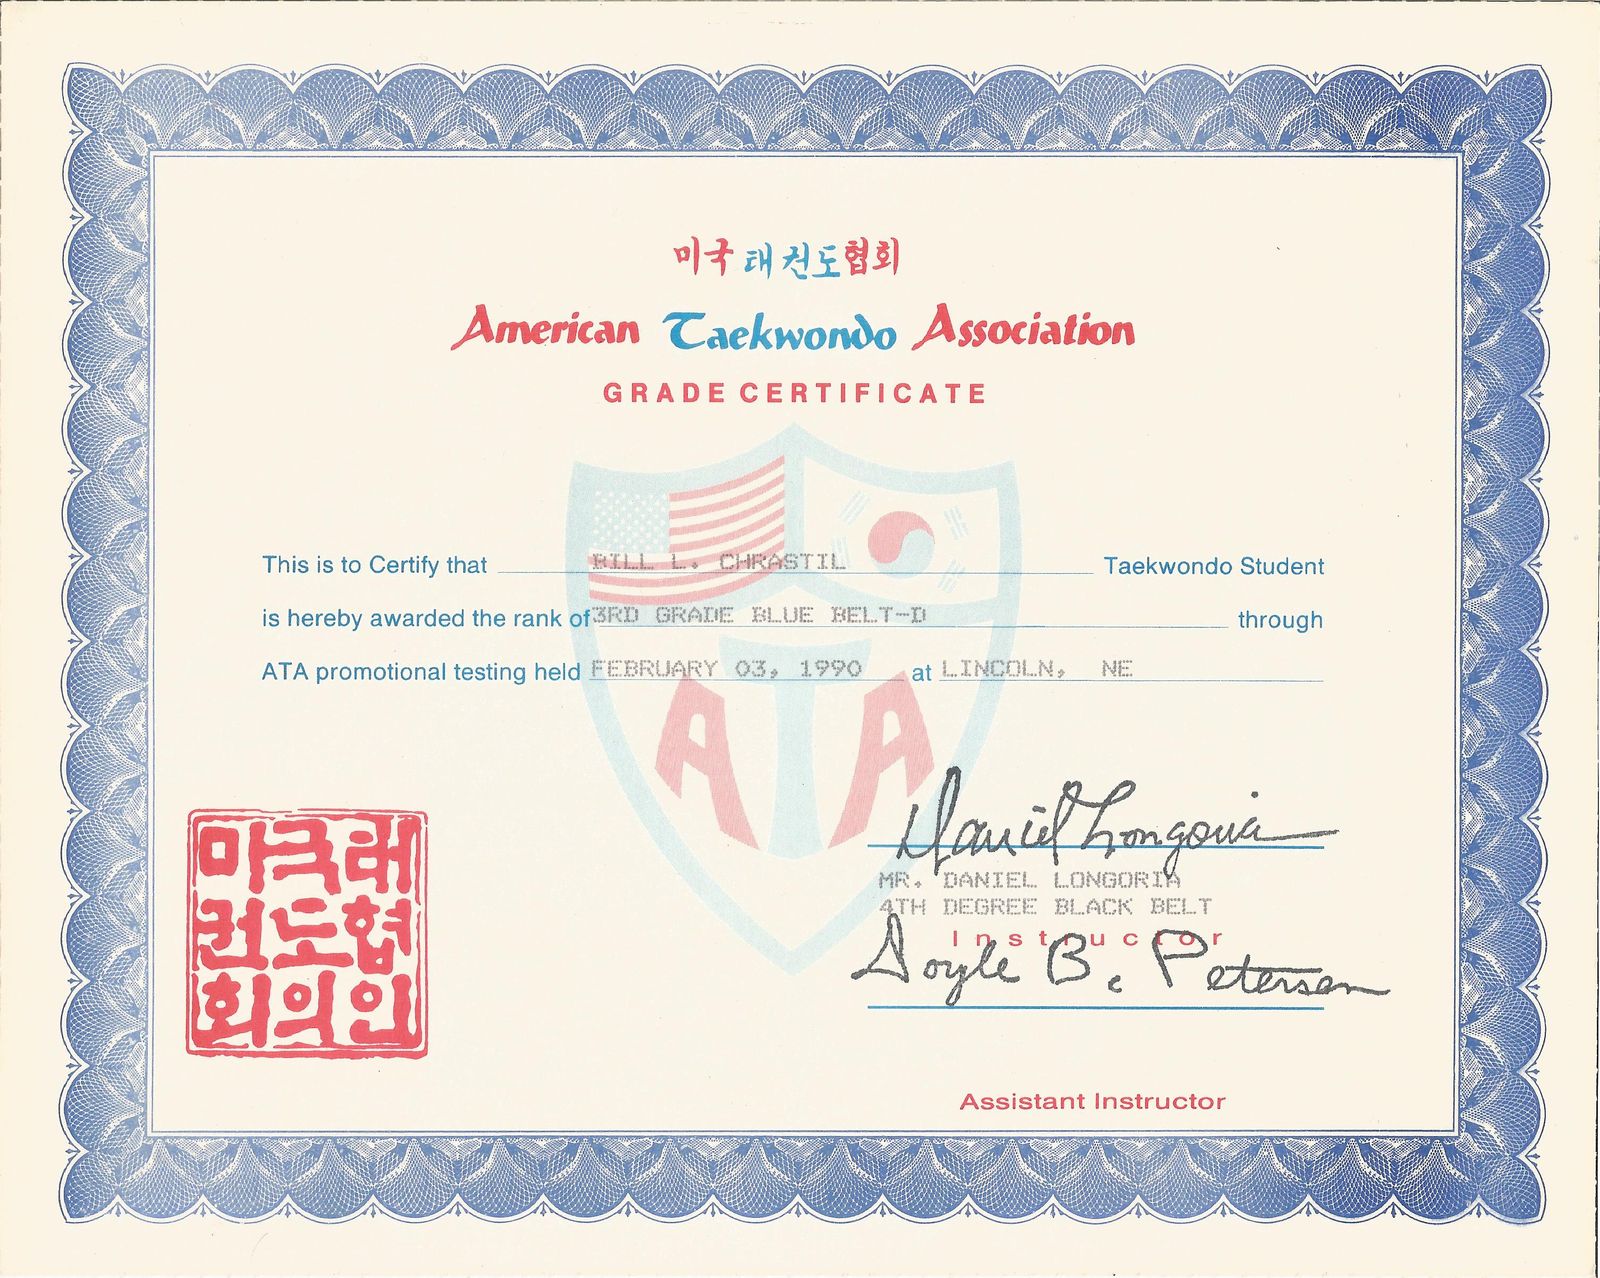 미국 태권도협회
American Taekwondo Association
GRADE CERTIFICATE
This is to Certify that BILL L. CHRASTIL Taekwondo Student
is hereby awarded the rank of 3RD GRADE BLUE BELT-D through
ATA promotional testing held FEBRUARY 03, 1990 at LINCOLN, NE
ATA
Daniel Longoria
MR. DANIEL LONGORIA
4TH DEGREE BLACK BELT
Instructor
Doyle B. Petersen
Assistant Instructor
미국태
권도협
회의인